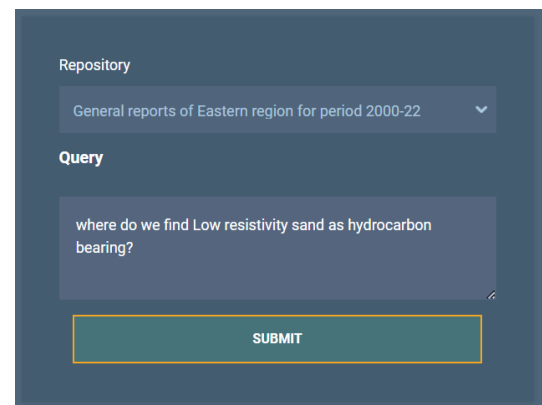 Repository
General reports of Eastern region for period 2000-22
Query
where do we find Low resistivity sand as hydrocarbon
bearing?
SUBMIT